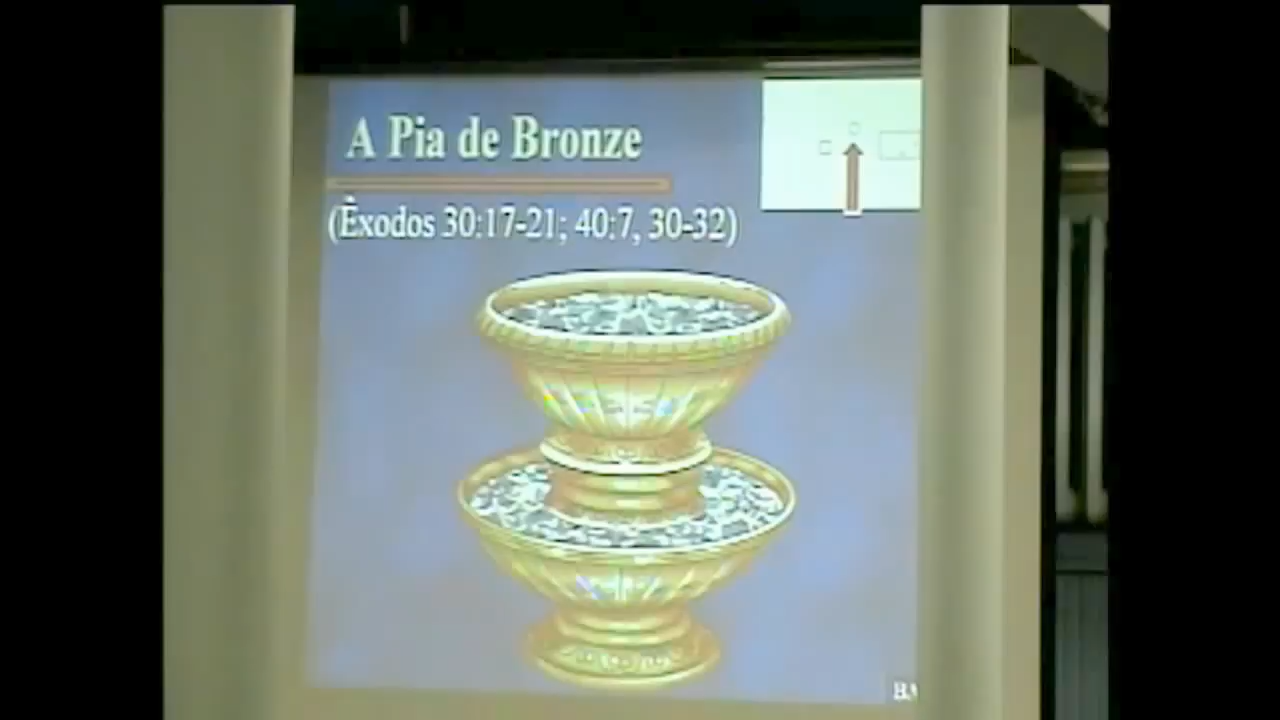 A Pia de Bronze
(Êxodos 30:17-21; 40:7, 30-32)